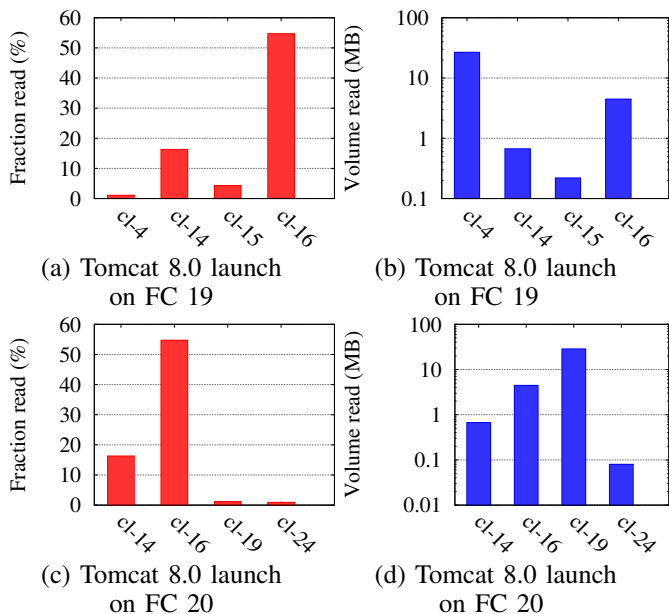 Fraction read (%)
60
50
40
30
20
10
0
cl-4
cl-14
cl-15
cl-16
(a) Tomcat 8.0 launch
on FC 19
Volume read (MB)
100
10
1
0.1
cl-4
cl-14
cl-15
cl-16
(b) Tomcat 8.0 launch
on FC 19
Fraction read (%)
60
50
40
30
20
10
0
cl-14
cl-16
cl-19
cl-24
(c) Tomcat 8.0 launch
on FC 20
Volume read (MB)
100
10
1
0.1
0.01
cl-14
cl-16
cl-19
cl-24
(d) Tomcat 8.0 launch
on FC 20